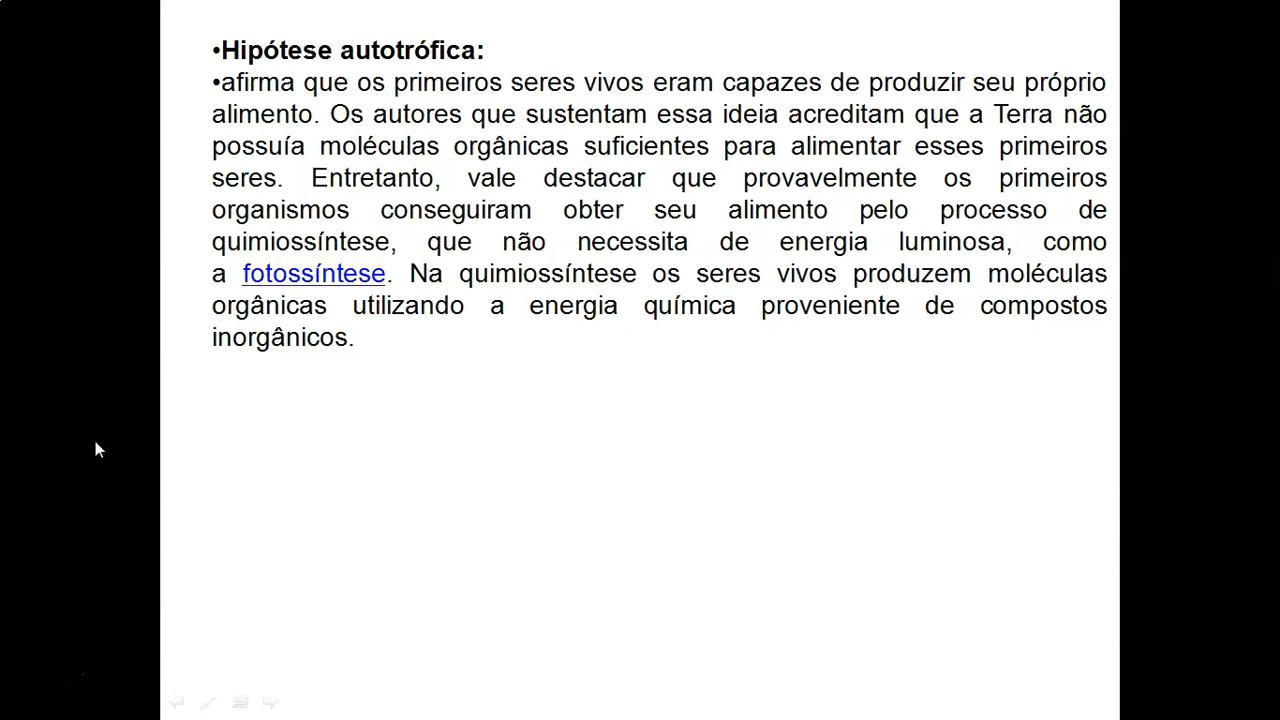 •Hipótese autotrófica:
•afirma que os primeiros seres vivos eram capazes de produzir seu próprio
alimento. Os autores que sustentam essa ideia acreditam que a Terra não
possuía moléculas orgânicas suficientes para alimentar esses primeiros
seres. Entretanto, vale destacar que provavelmente os primeiros
organismos conseguiram obter seu alimento pelo processo de
quimiossíntese, que não necessita de energia luminosa, como
a fotossíntese. Na quimiossíntese os seres vivos produzem moléculas
orgânicas utilizando a energia química proveniente de compostos
inorgânicos.